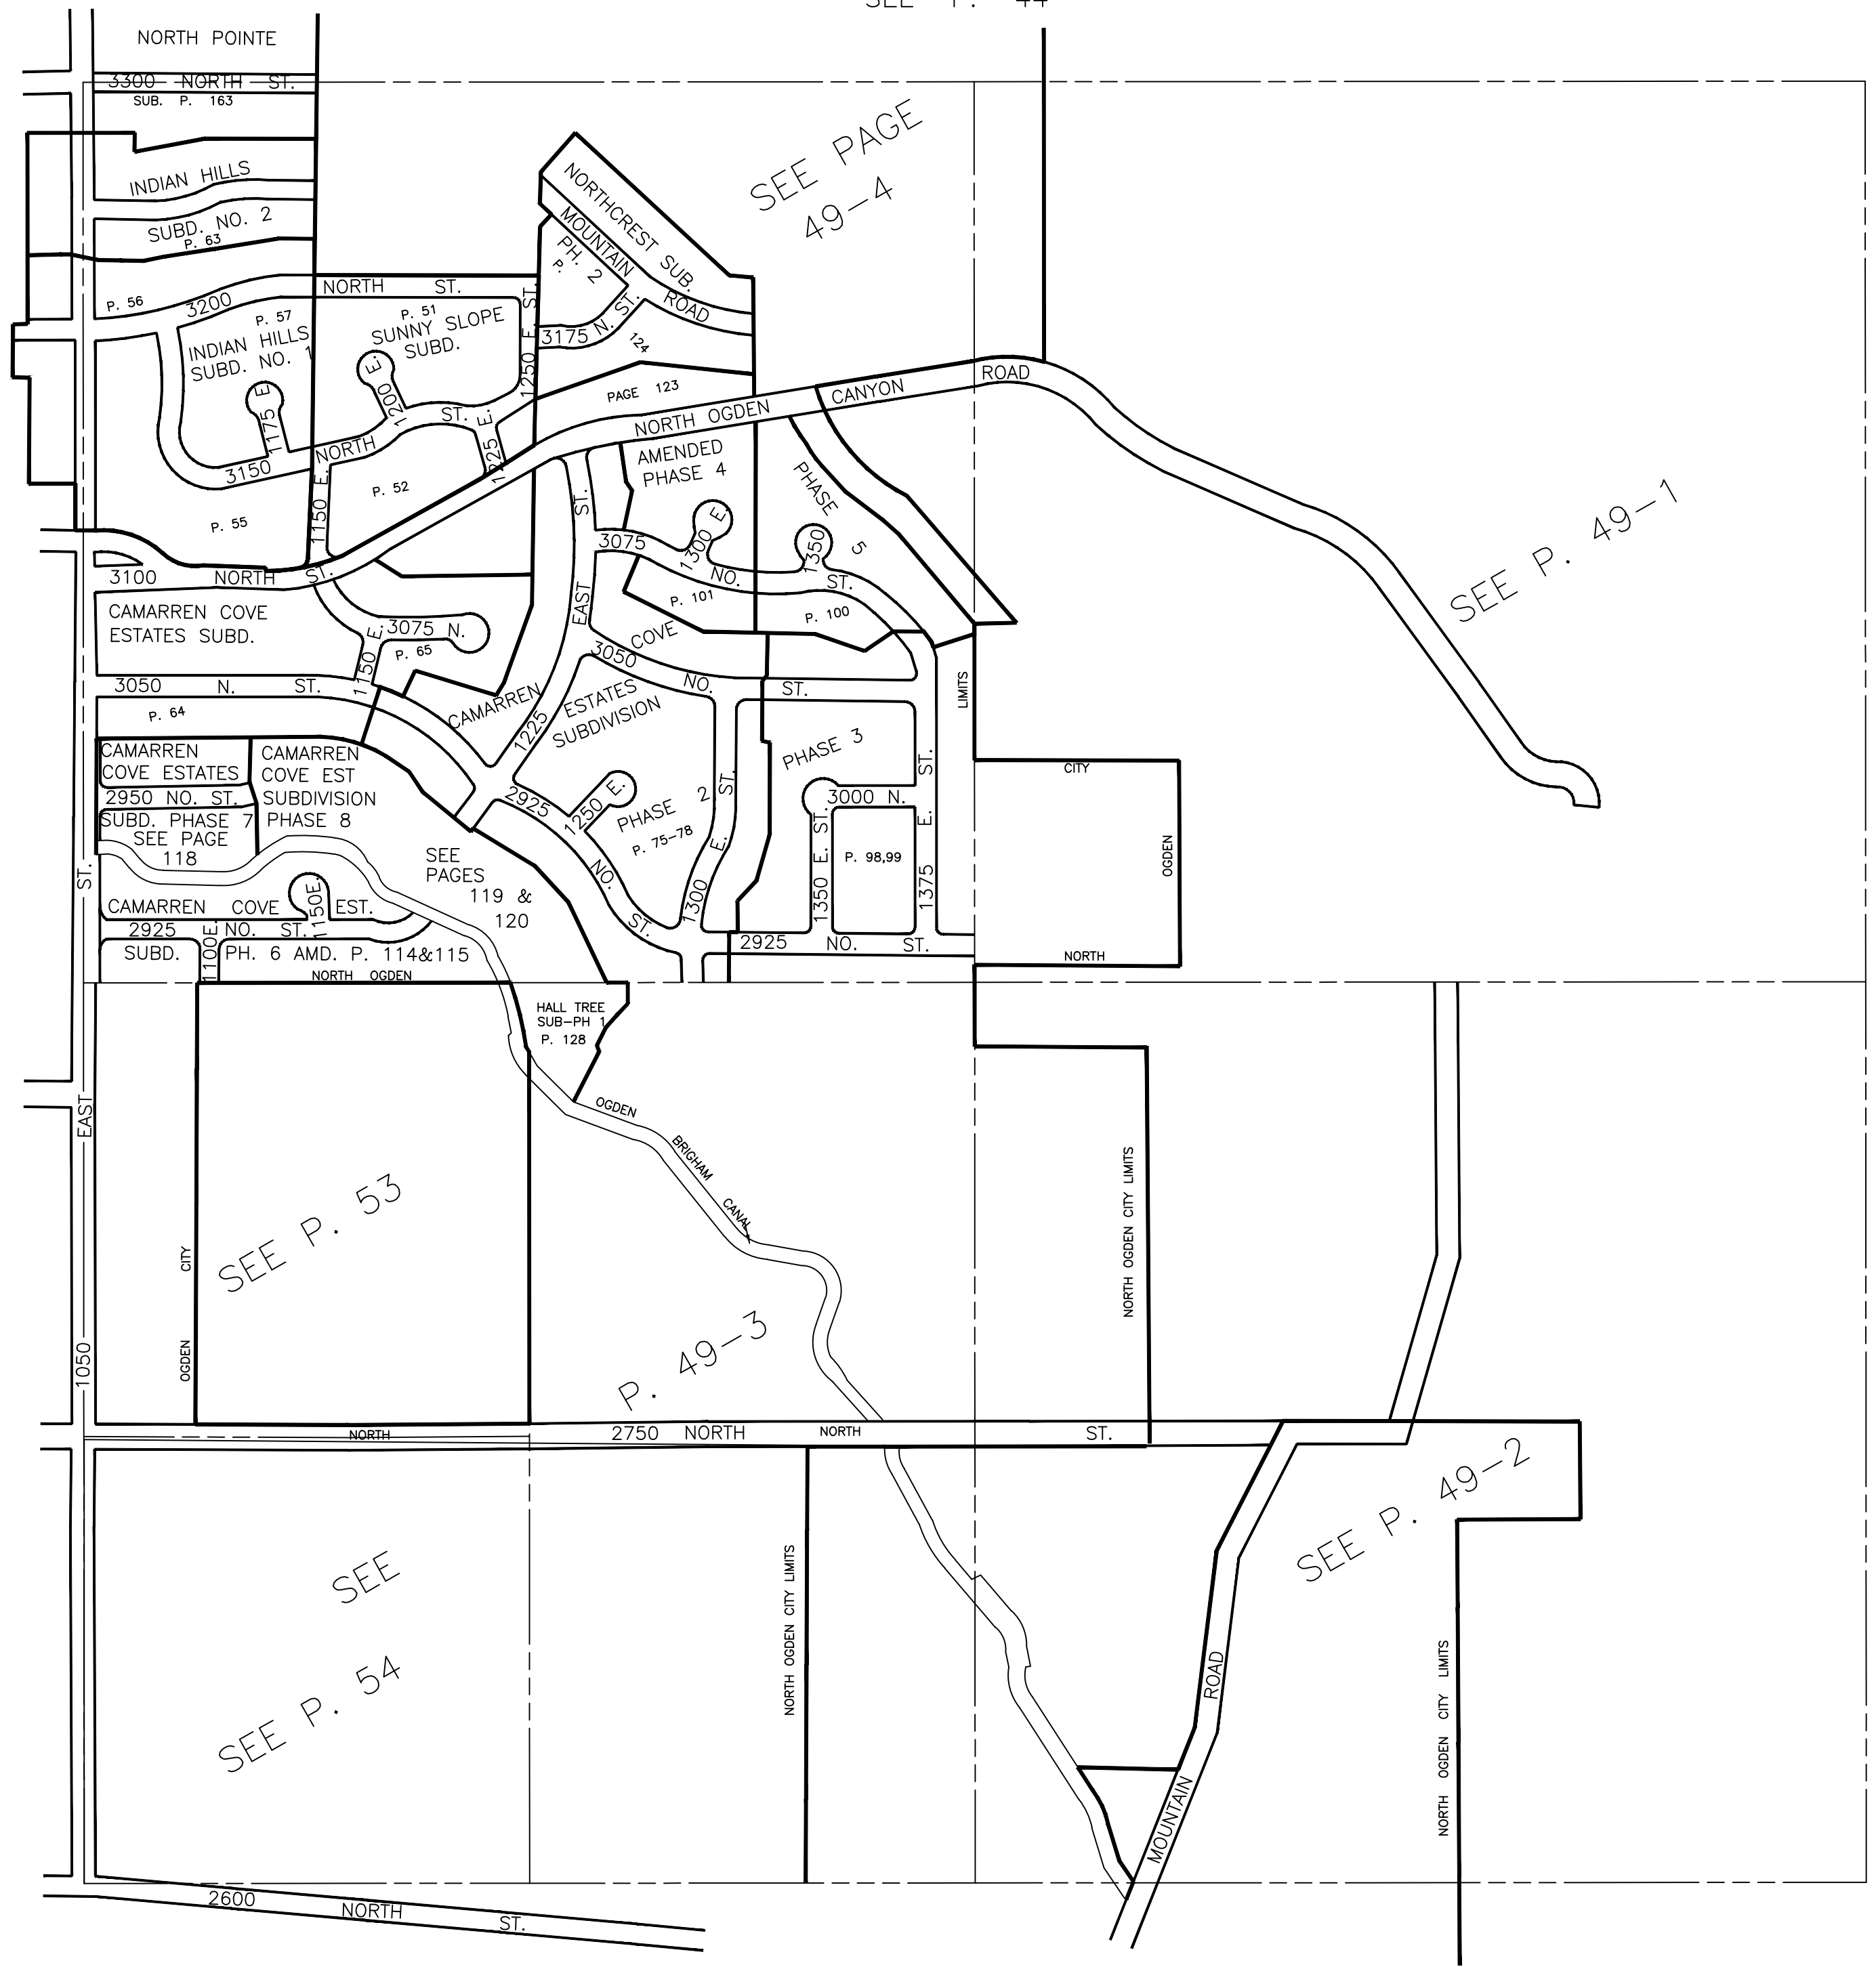 SEE P. 44
NORTH POINTE
3300 NORTH ST.
SUB. P. 163
INDIAN HILLS
SUBD. NO. 2
P. 63
SEE PAGE
49-4
NORTHCREST SUB.
MOUNTAIN
ROAD
PH. 2
P.
124
3175 N. ST.
P. 56
3200
NORTH ST.
P. 57
INDIAN HILLS
SUBD. NO. 1
P. 51
SUNNY SLOPE
SUBD.
1250 E. ST.
1200 E.
1175 E
3150
NORTH
ST.
1225 E.
PAGE 123
NORTH OGDEN
CANYON
ROAD
1150 E.
P. 52
P. 55
AMENDED
PHASE 4
PHASE
5
SEE P. 49-1
3100 NORTH ST.
3075
NO.
ST.
1300 E.
1350
P. 101
P. 100
CAMARREN COVE
ESTATES SUBD.
3075 N.
1150 E.
P. 65
3050 N. ST.
P. 64
ST.
EAST
1225
CAMARREN
COVE
ESTATES
SUBDIVISION
3050
NO.
ST.
LIMITS
CITY
OGDEN
NORTH
CAMARREN
COVE ESTATES
2950 NO. ST.
SUBD. PHASE 7
SEE PAGE
118
CAMARREN
COVE EST
SUBDIVISION
PHASE 8
SEE
PAGES
119 &
120
2925
NO.
ST.
1250 E.
PHASE 2
P. 75-78
ST.
E.
1300
PHASE 3
3000 N.
1350 E. ST.
P. 98,99
ST.
E.
1375
2925 NO. ST.
CAMARREN COVE EST.
1150E.
2925 NO. ST.
1100E.
SUBD. PH. 6 AMD. P. 114&115
NORTH OGDEN
HALL TREE
SUB-PH 1
P. 128
ST.
EAST
1050
OGDEN
BRIGHAM
CANAL
SEE P. 53
CITY
OGDEN
P. 49-3
NORTH OGDEN CITY LIMITS
NORTH
2750 NORTH
NORTH
ST.
SEE P. 49-2
SEE
SEE P. 54
NORTH OGDEN CITY LIMITS
ROAD
MOUNTAIN
NORTH OGDEN CITY LIMITS
2600 NORTH ST.